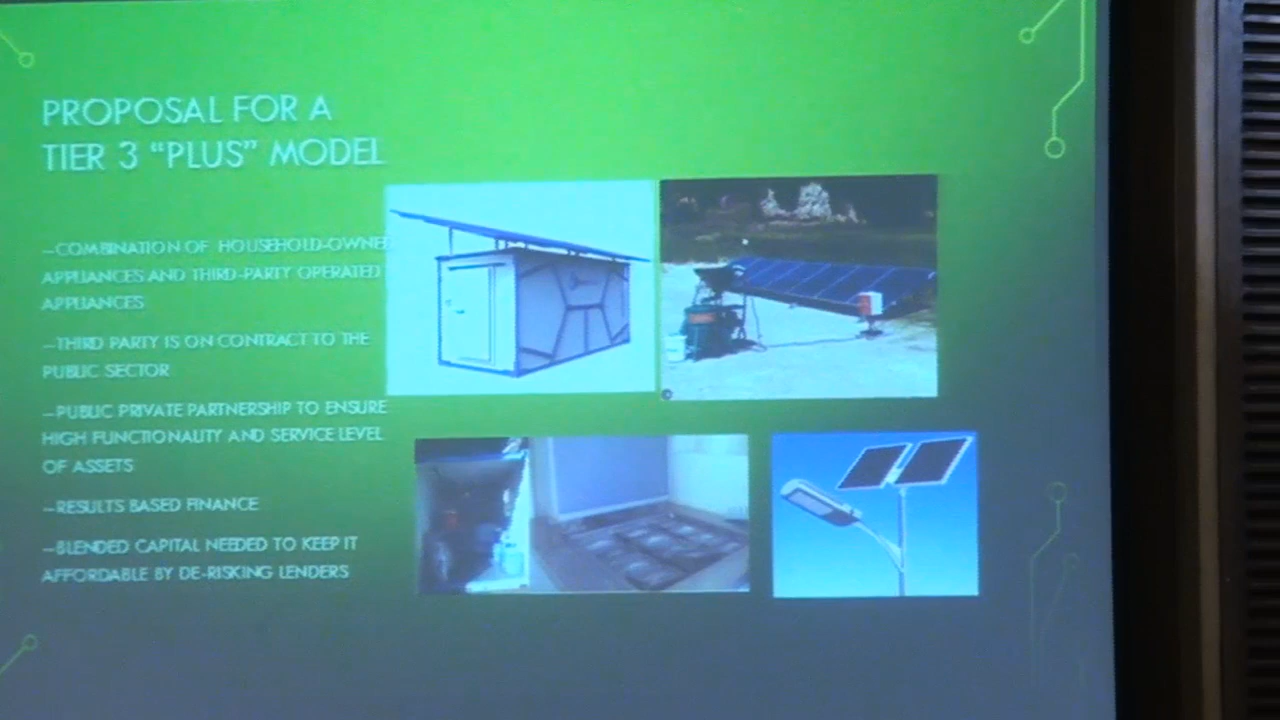 PROPOSAL FOR A
TIER 3 “PLUS” MODEL
–COMBINATION OF HOUSEHOLD-OWNED
APPLIANCES AND THIRD-PARTY OPERATED
APPLIANCES
–THIRD PARTY IS ON CONTRACT TO THE
PUBLIC SECTOR
–PUBLIC PRIVATE PARTNERSHIP TO ENSURE
HIGH FUNCTIONALITY AND SERVICE LEVEL
OF ASSETS
–RESULTS BASED FINANCE
–BLENDED CAPITAL NEEDED TO KEEP IT
AFFORDABLE BY DE-RISKING LENDERS